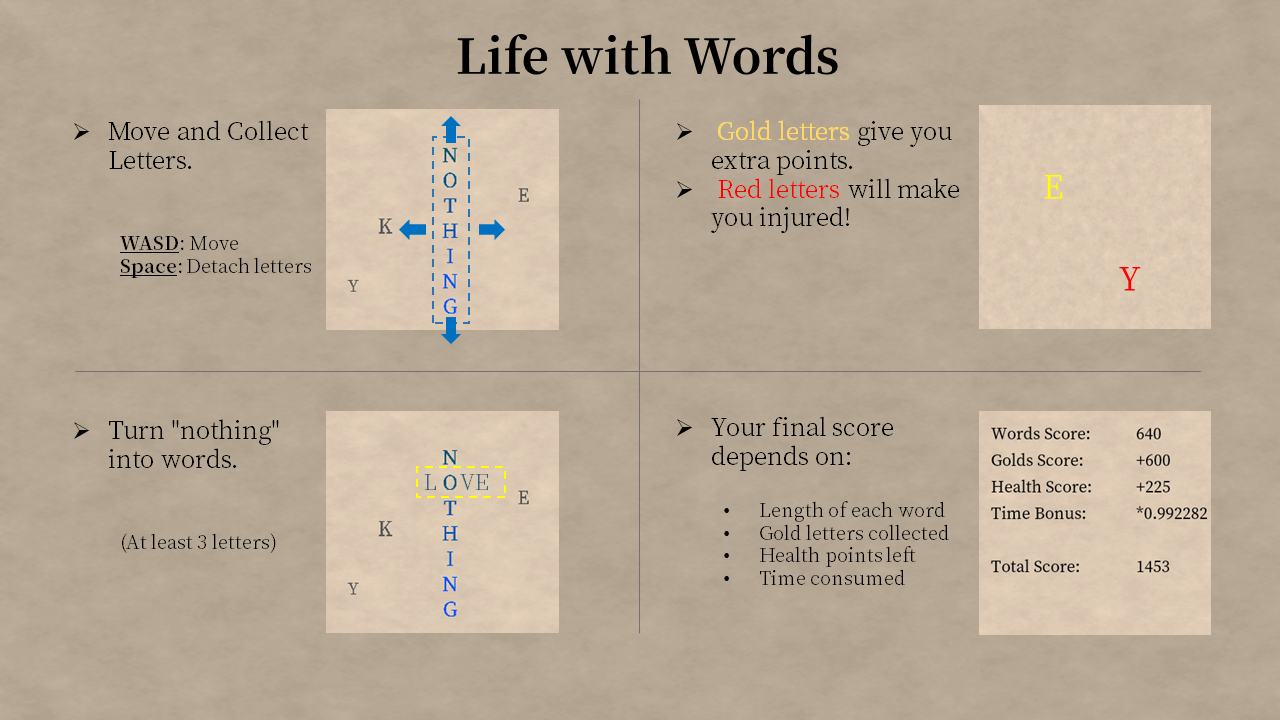 Life with Words
Move and Collect
Letters.
WASD: Move
Space: Detach letters
N
O
T
H
I
N
G
K
E
Y
Gold letters give you
extra points.
Red letters will make
you injured!
E
Y
Turn "nothing"
into words.
(At least 3 letters)
N
L O VE
T
H
I
N
G
K
E
Y
Your final score
depends on:
• Length of each word
• Gold letters collected
• Health points left
• Time consumed
Words Score: 640
Golds Score: +600
Health Score: +225
Time Bonus: *0.992282
Total Score: 1453